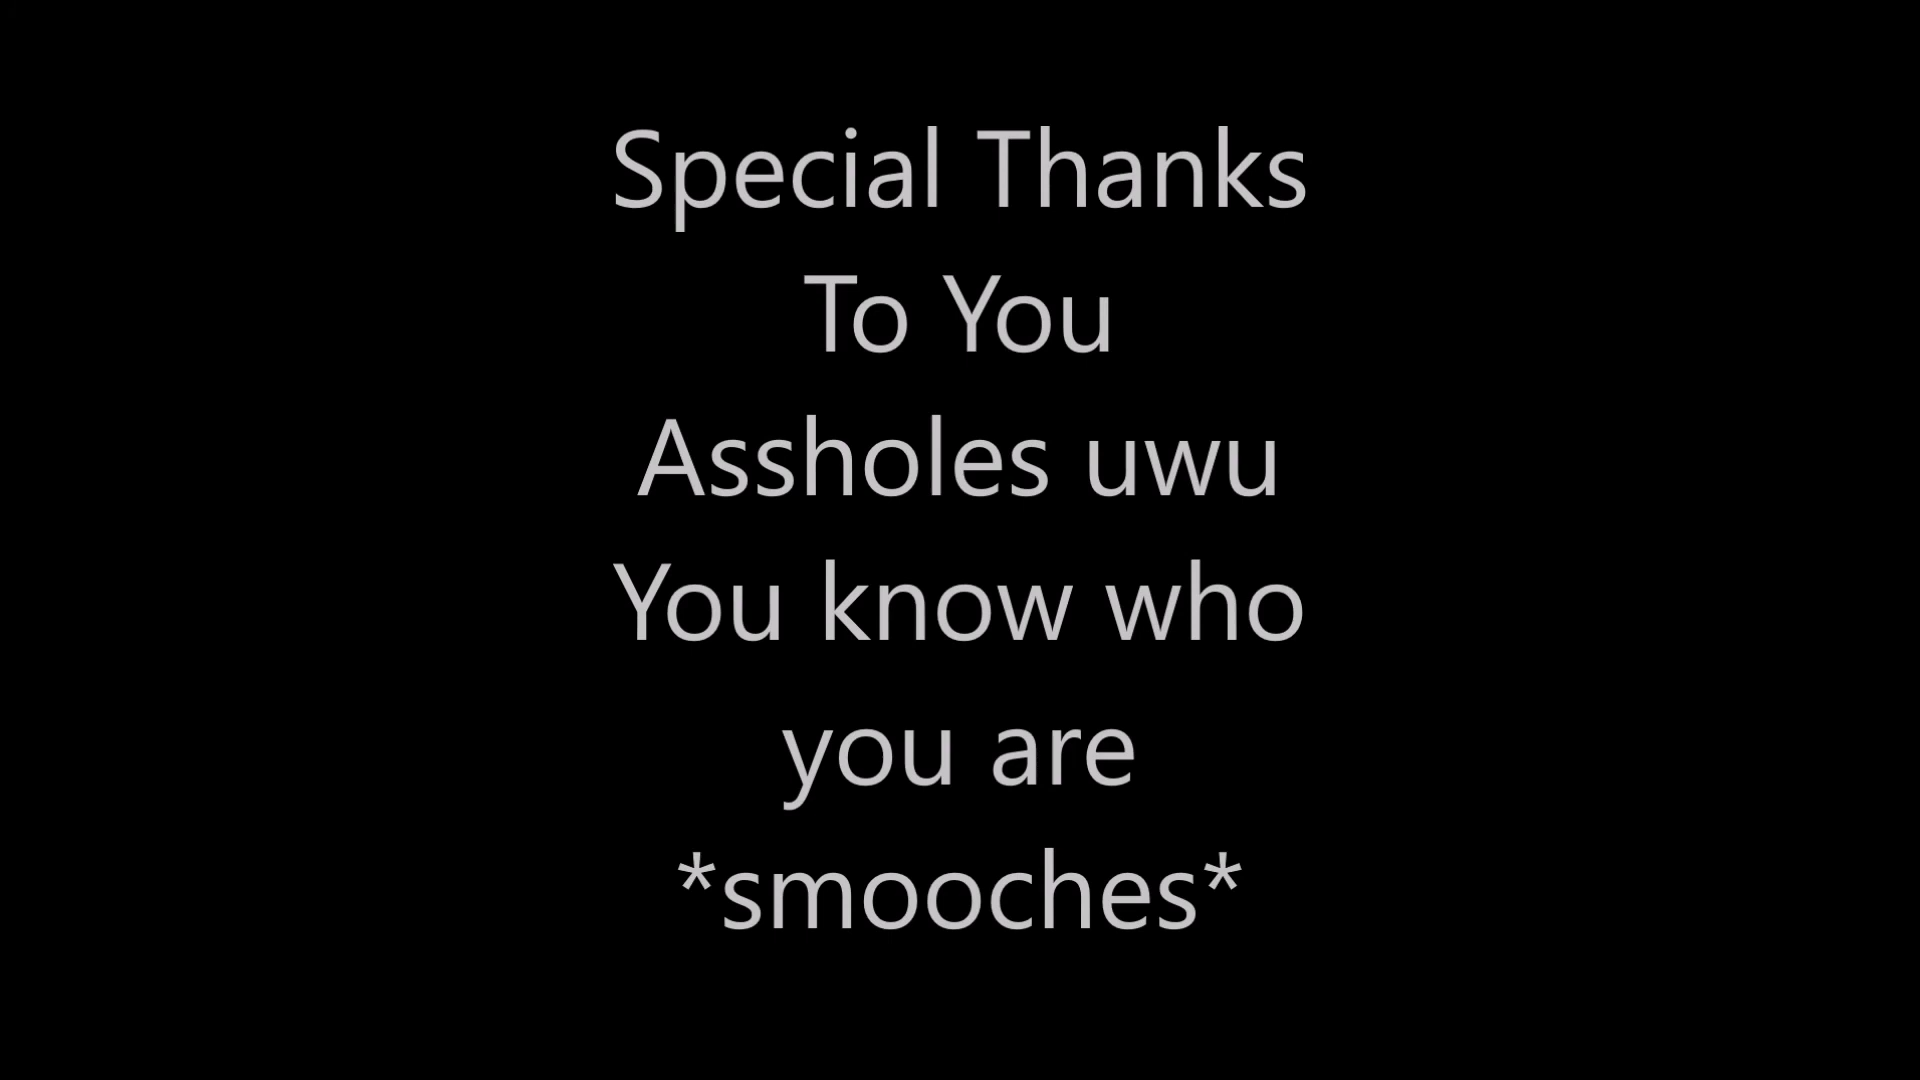 Special Thanks
To You
Assholes uwu
You know who
you are
*smooches*